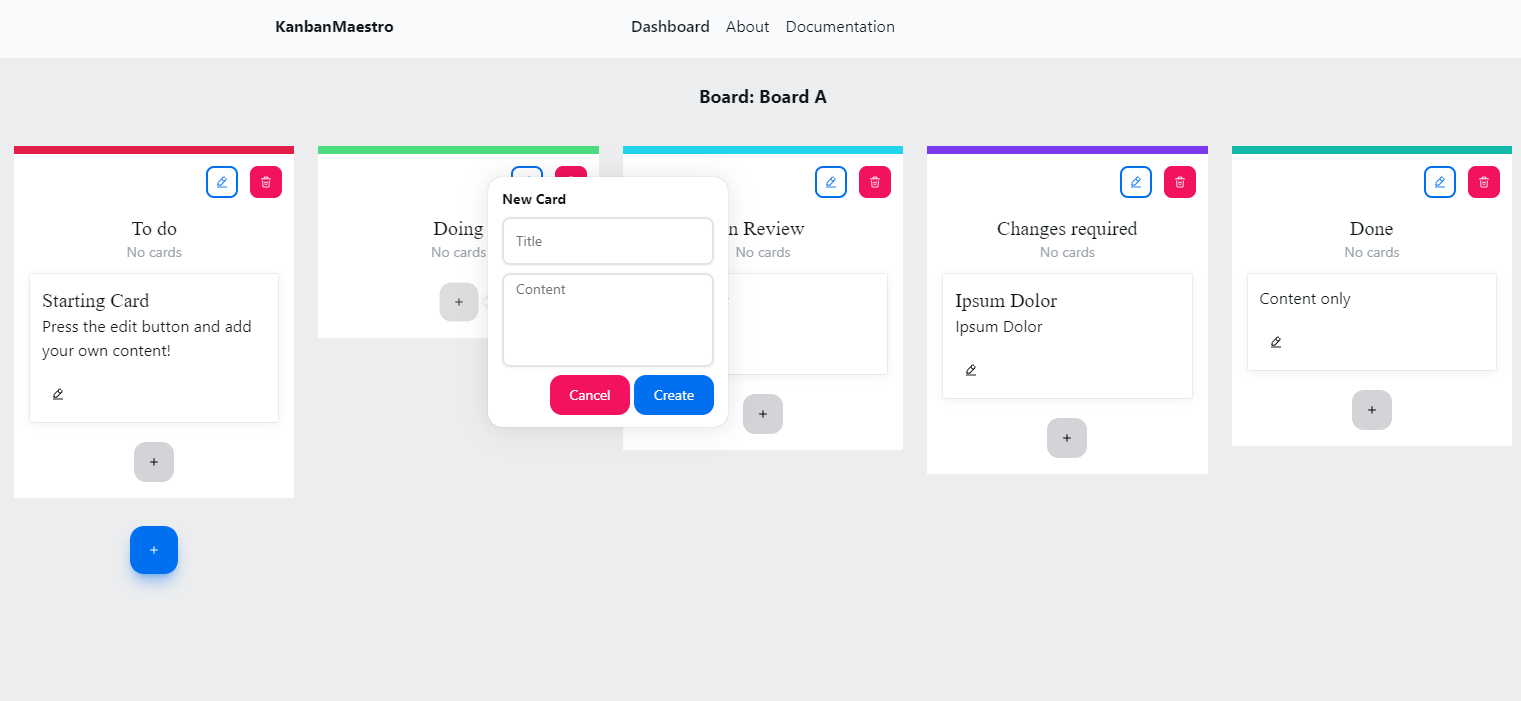 KanbanMaestro
Dashboard
About
Documentation
Board: Board A
To do
No cards
Starting Card
Press the edit button and add
your own content!
+
+
Doing
No cards
+
New Card
Title
Content
Cancel
Create
n Review
No cards
+
Changes required
No cards
Ipsum Dolor
Ipsum Dolor
+
Done
No cards
Content only
+